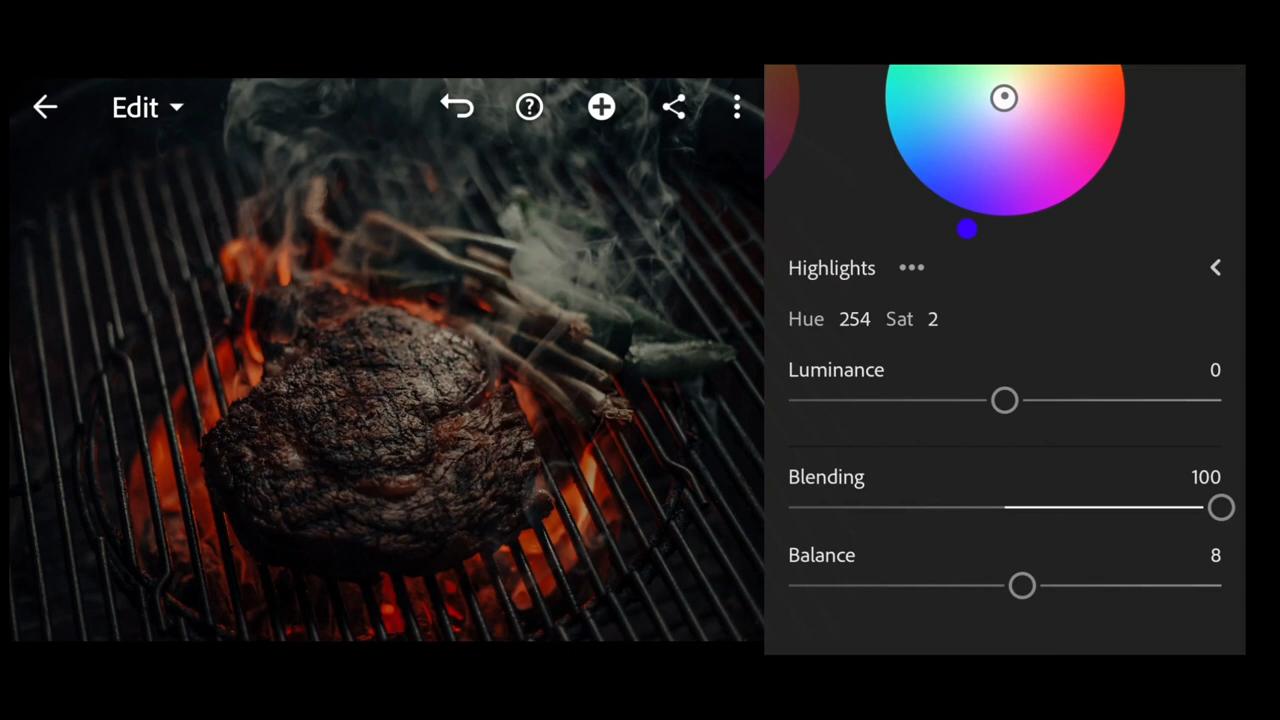 Edit
Highlights
Hue 254 Sat 2
Luminance 0
Blending 100
Balance 8